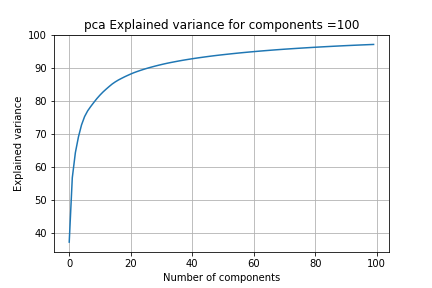 pca Explained variance for components =100
100
90
80
70
60
50
40
Explained variance
0 20 40 60 80 100
Number of components